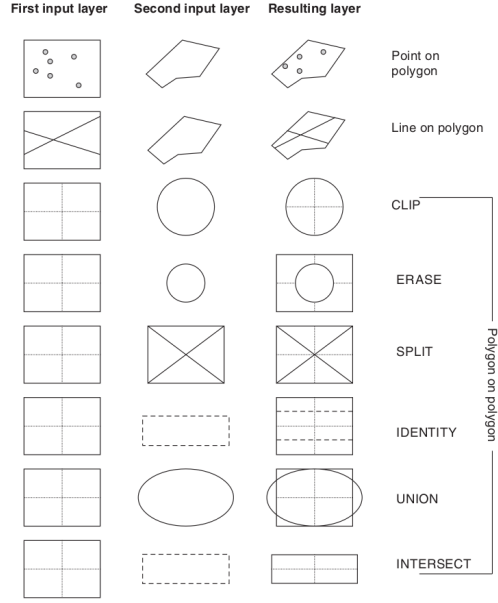 First input layer Second input layer Resulting layer
Point on
polygon
Line on polygon
CLIP
ERASE
SPLIT
IDENTITY
UNION
INTERSECT
Polygon on polygon